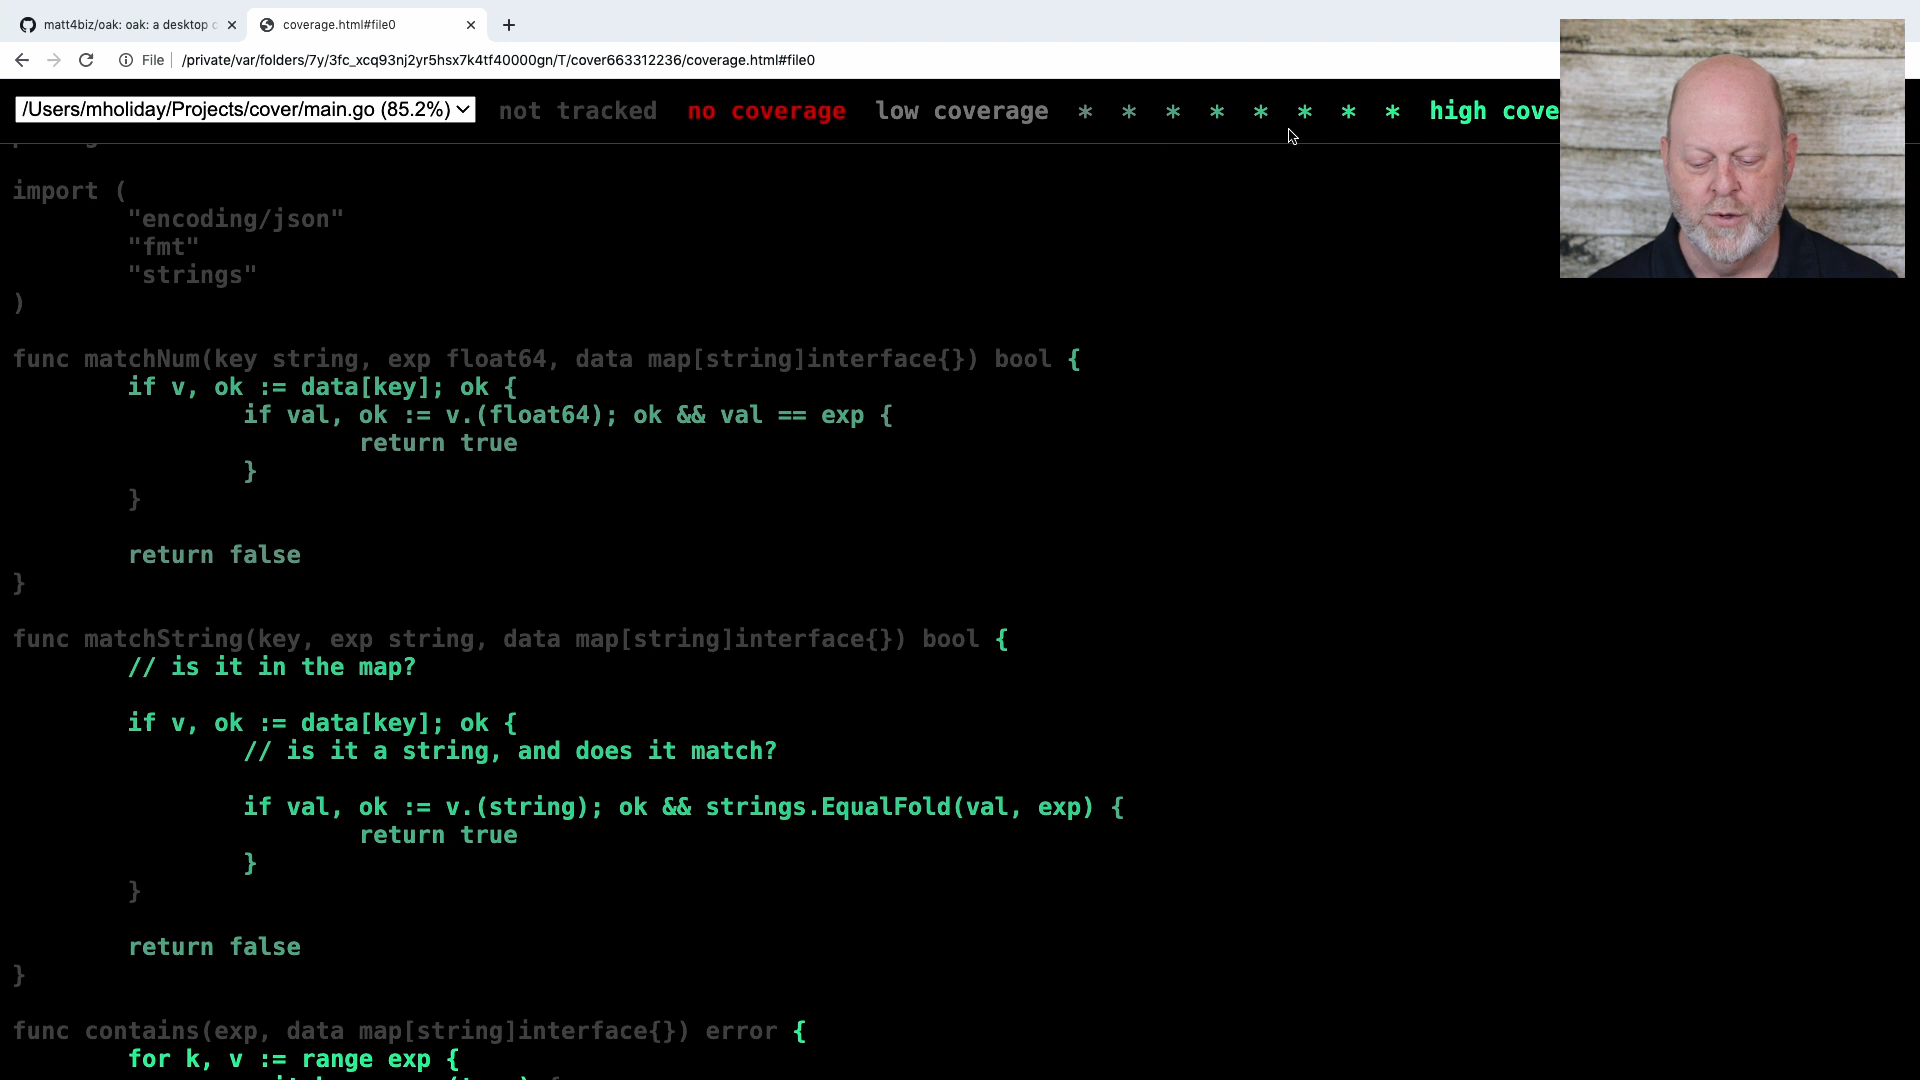 matt4biz/oak: oak: a desktop c
coverage.html#file0
File
/private/var/folders/7y/3fc_xcq93nj2yr5hsx7k4tf40000gn/T/cover663312236/coverage.html#file0
/Users/mholiday/Projects/cover/main.go (85.2%) not tracked no coverage low coverage * * * * * * * * high cove
import (
"encoding/json"
"fmt"
"strings"
)
func matchNum(key string, exp float64, data map[string]interface{}) bool {
if v, ok := data[key]; ok {
if val, ok := v.(float64); ok && val == exp {
return true
}
}
return false
}
func matchString(key, exp string, data map[string]interface{}) bool {
// is it in the map?
if v, ok := data[key]; ok {
// is it a string, and does it match?
if val, ok := v.(string); ok && strings.EqualFold(val, exp) {
return true
}
}
return false
}
func contains(exp, data map[string]interface{}) error {
for k, v := range exp {